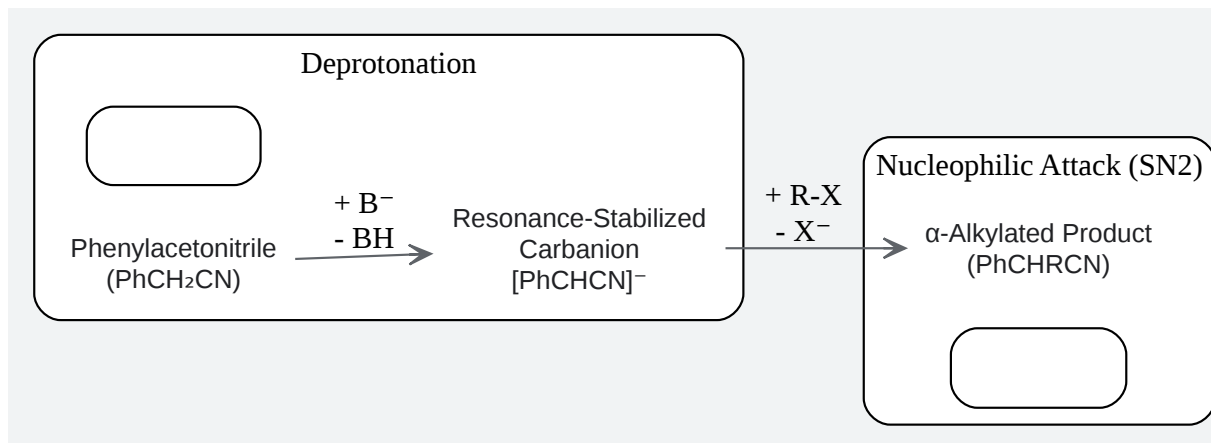 Deprotonation
Phenylacetonitrile
(PhCH₂CN)
+ B⁻
- BH
Resonance-Stabilized
Carbanion
[PhCHCN]⁻
+ R-X
- X⁻
Nucleophilic Attack (SN2)
α-Alkylated Product
(PhCHRCN)